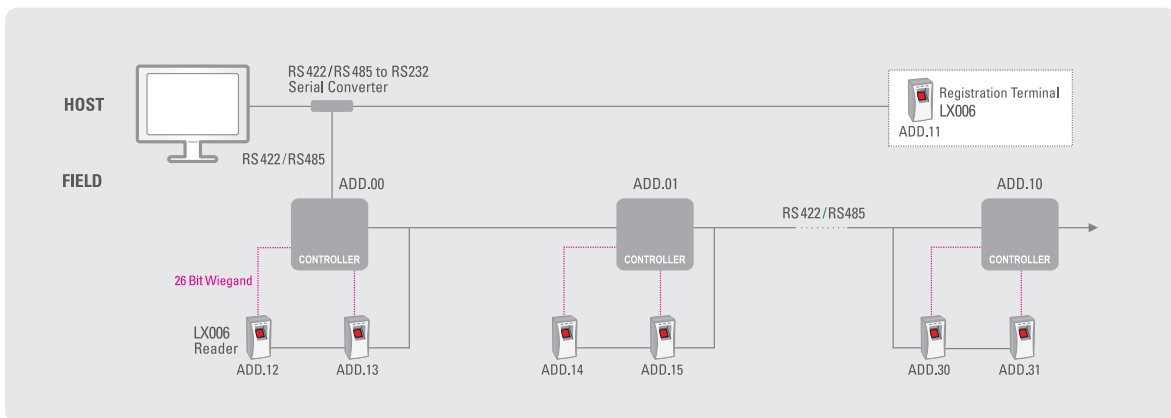 RS422/RS485 to RS232
Serial Converter
HOST
Registration Terminal
LX006
ADD.11
RS422/RS485
FIELD
ADD.00
ADD.01
ADD.10
RS422/RS485
CONTROLLER
CONTROLLER
CONTROLLER
26 Bit Wiegand
LX006
Reader
ADD.12
ADD.13
ADD.14
ADD.15
ADD.30
ADD.31